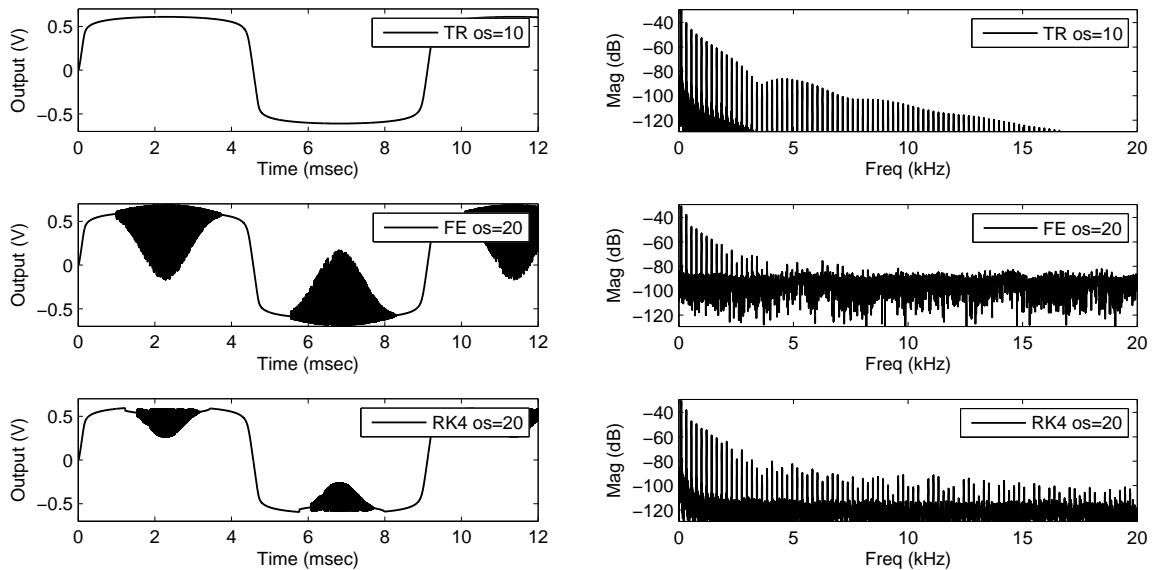 0.5
0
−0.5
Output (V)
TR os=10
0 2 4 6 8 10 12
Time (msec)
−40
−60
−80
−100
−120
Mag (dB)
TR os=10
0 5 10 15 20
Freq (kHz)
0.5
0
−0.5
Output (V)
FE os=20
0 2 4 6 8 10 12
Time (msec)
−40
−60
−80
−100
−120
Mag (dB)
FE os=20
0 5 10 15 20
Freq (kHz)
0.5
0
−0.5
Output (V)
RK4 os=20
0 2 4 6 8 10 12
Time (msec)
−40
−60
−80
−100
−120
Mag (dB)
RK4 os=20
0 5 10 15 20
Freq (kHz)